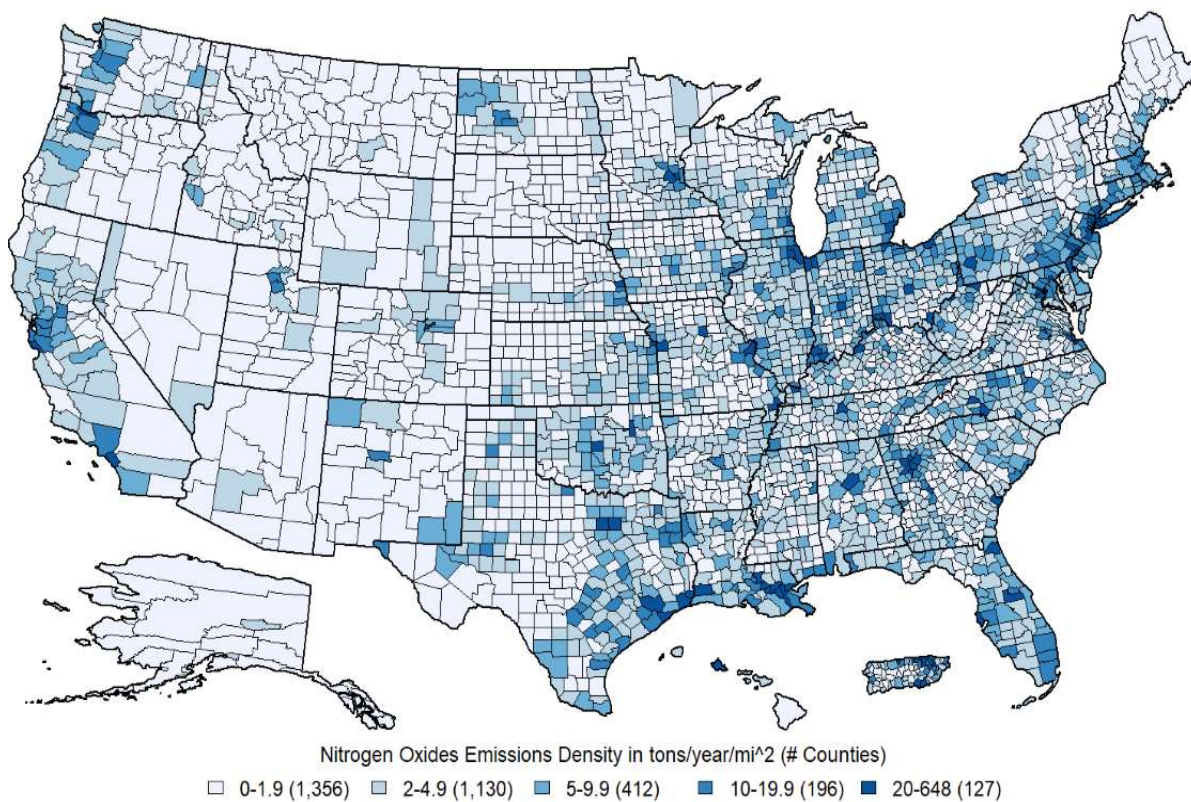 Nitrogen Oxides Emissions Density in tons/year/mi^2 (# Counties)
0-1.9 (1,356) 2-4.9 (1,130) 5-9.9 (412) 10-19.9 (196) 20-648 (127)